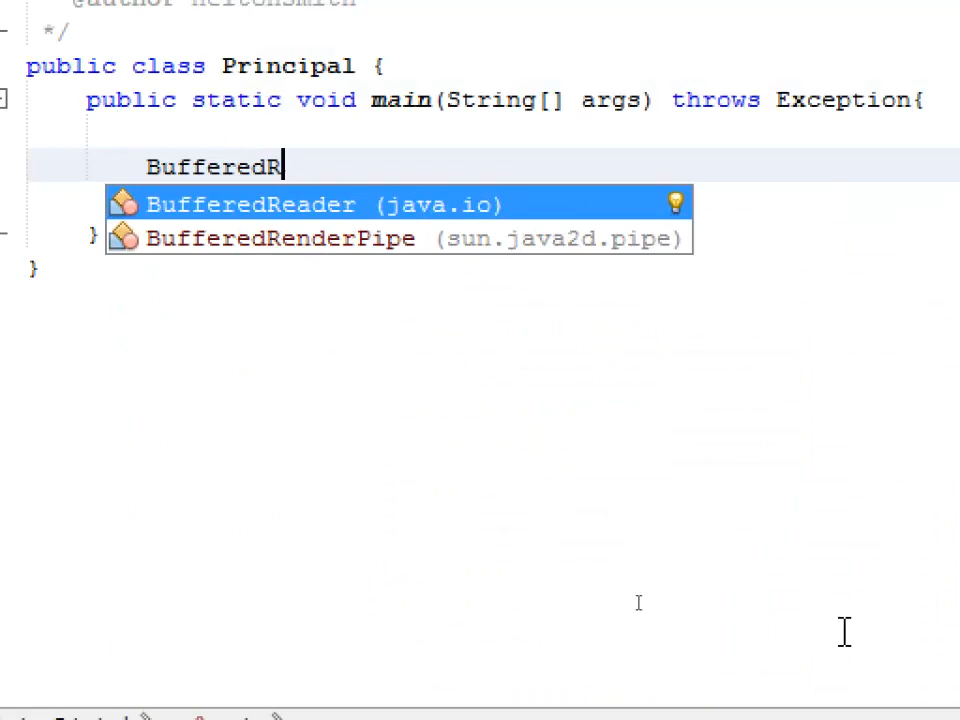 @author
*/
public class Principal {
public static void main(String[] args) throws Exception{
BufferedR
BufferedReader (java.io)
} BufferedRenderPipe (sun.java2d.pipe)
}